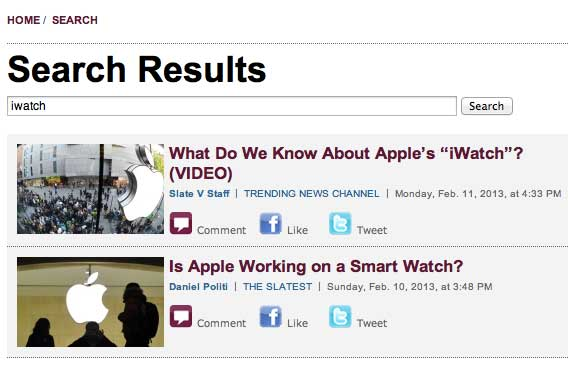 HOME / SEARCH
Search Results
iwatch Search
What Do We Know About Apple’s “iWatch”?
(VIDEO)
Slate V Staff | TRENDING NEWS CHANNEL | Monday, Feb. 11, 2013, at 4:33 PM
Comment Like Tweet
Is Apple Working on a Smart Watch?
Daniel Politi | THE SLATEST | Sunday, Feb. 10, 2013, at 3:48 PM
Comment Like Tweet